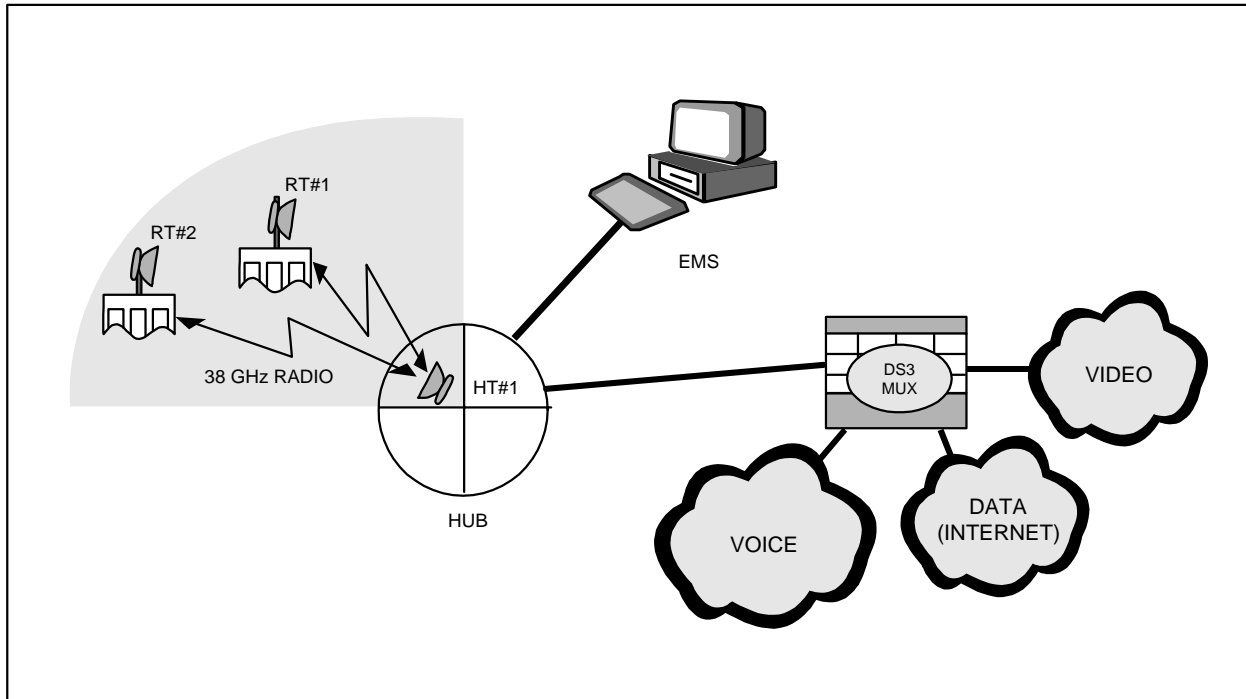 RT#1
RT#2
EMS
38 GHz RADIO
HT#1
DS3
MUX
VIDEO
HUB
VOICE
DATA
(INTERNET)